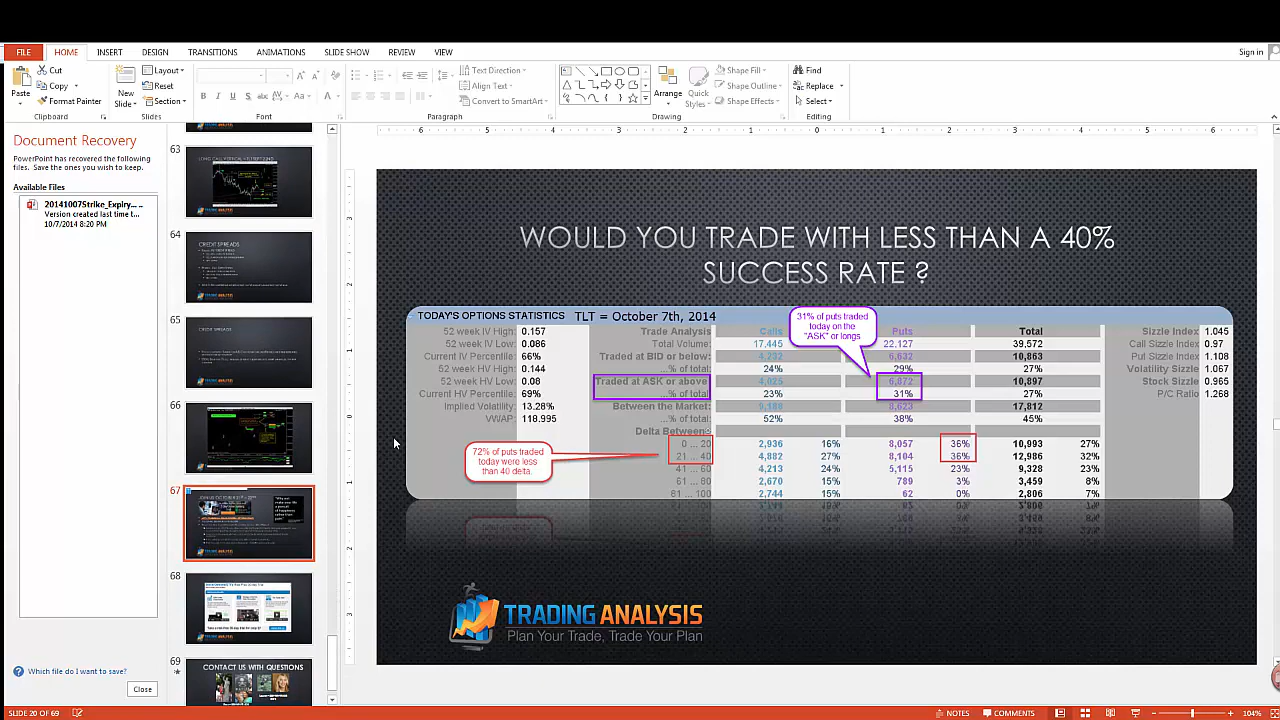 FILE HOME INSERT DESIGN TRANSITIONS ANIMATIONS SLIDE SHOW REVIEW VIEW Sign in
Cut Layout Text Direction Shape Fill Find
Copy Reset Align Text Shape Outline Replace
Paste Format Painter New Slide Section Convert to SmartArt Arrange Quick Styles Shape Effects Select
Clipboard Slides Font Paragraph Drawing Editing
Document Recovery
PowerPoint has recovered the following
files. Save the ones you wish to keep.
Available Files
20141007Strike_Expiry...
Version created last time...
10/7/2014 8:20 PM
Which file do I want to save?
Close
63
64
CREDIT SPREADS
65
CREDIT SPREADS
66
TRADING ANALYSIS
67
TRADING ANALYSIS
68
69
CONTACT US WITH QUESTIONS
WOULD YOU TRADE WITH LESS THAN A 40%
SUCCESS RATE ?
TODAY'S OPTIONS STATISTICS TLT = October 7th, 2014
31% of puts traded
today on the
"ASK" or longs
52 week IV High: 0.157 Trade Analysis Calls Puts Total Sizzle Index 1.045
52 week IV Low: 0.086 Total Volume: 17,445 22,127 39,572 Call Sizzle Index 0.97
Current IV Percentile: 66% Traded at BID or below: 4,232 Put Sizzle Index 1.108
52 week HV High: 0.144 ...% of total: 24% 29% 27% Volatility Sizzle 1.067
52 week HV Low: 0.08 Traded at ASK or above: 4,025 6,872 10,897 Stock Sizzle 0.965
Current HV Percentile: 69% ...% of total: 23% 31% 27% P/C Ratio 1.268
Implied Volatility: 13.28% Between the Market: 8,623 17,812
VWAP: 118.995 ...% of total: 52% 38% 45%
Delta Between:
0 ... 20 2,936 16% 8,057 36% 10,993 27%
21 ... 40 4,882 27% 8,104 36% 12,986 32%
41 ... 60 4,213 24% 5,115 23% 9,328 23%
61 ... 80 2,670 15% 789 3% 3,459 8%
2,744 15% 62 0% 2,806 7%
72% of puts traded
today were less
than 40 delta.
TRADING ANALYSIS
Plan Your Trade, Trade Your Plan
SLIDE 20 OF 69 NOTES COMMENTS 104%